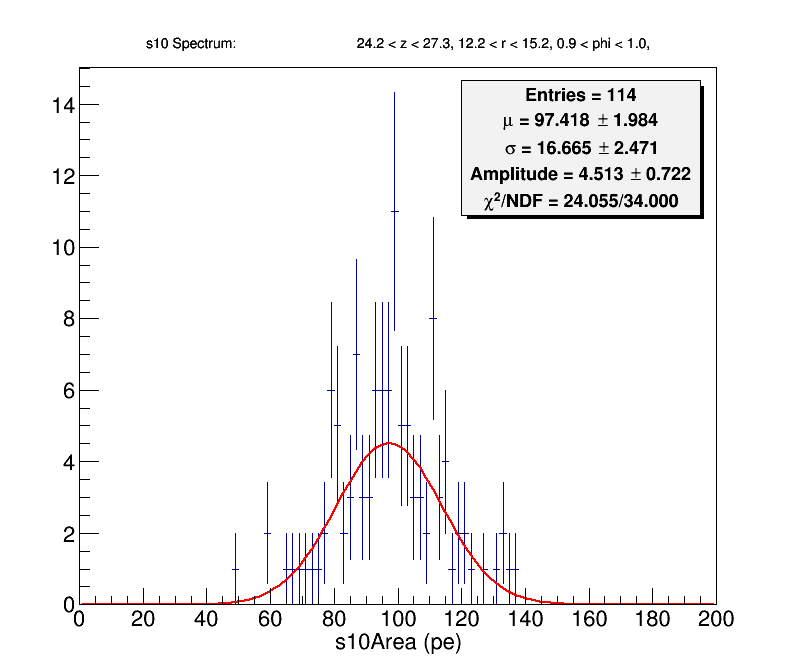 s10 Spectrum: 24.2 < z < 27.3, 12.2 < r < 15.2, 0.9 < phi < 1.0,
Entries = 114
μ = 97.418 ± 1.984
σ = 16.665 ± 2.471
Amplitude = 4.513 ± 0.722
χ²/NDF = 24.055/34.000
14
12
10
8
6
4
2
0
0 20 40 60 80 100 120 140 160 180 200
s10Area (pe)